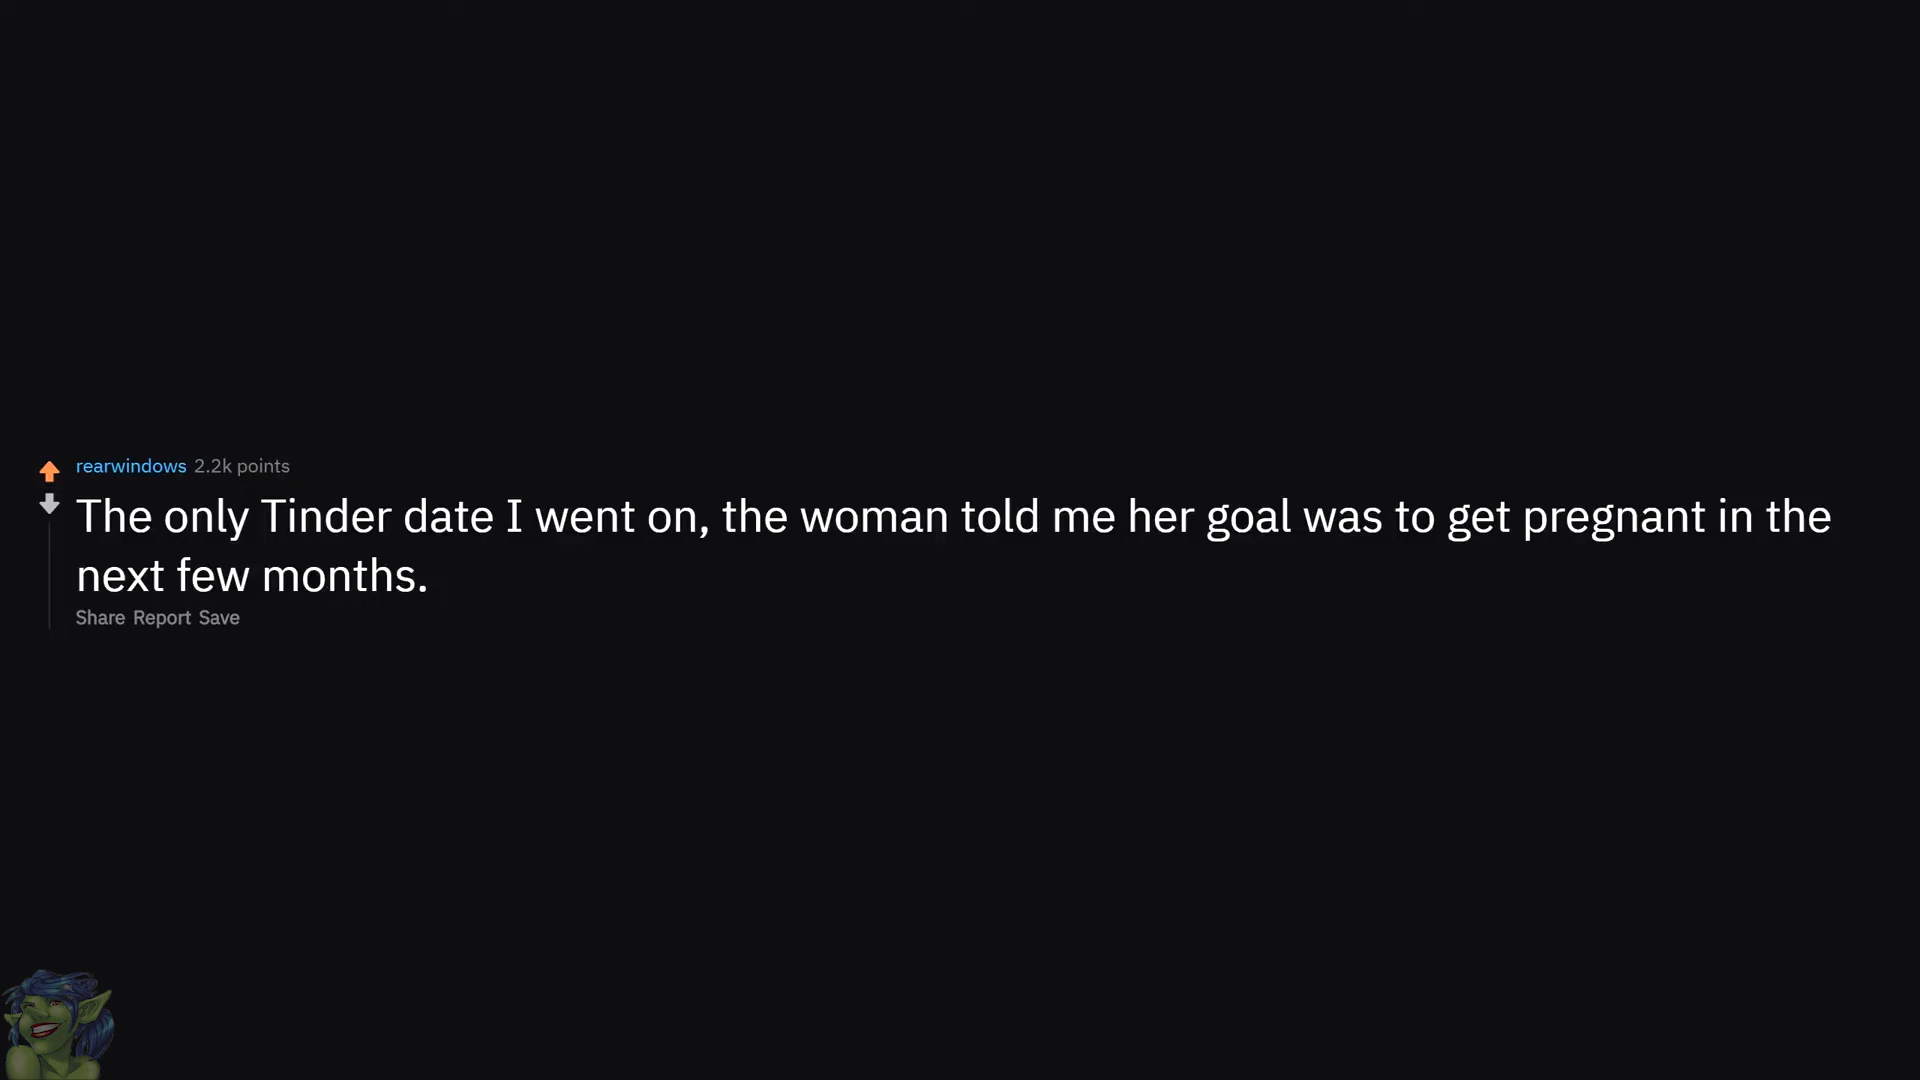 rearwindows 2.2k points
The only Tinder date I went on, the woman told me her goal was to get pregnant in the
next few months.
Share Report Save